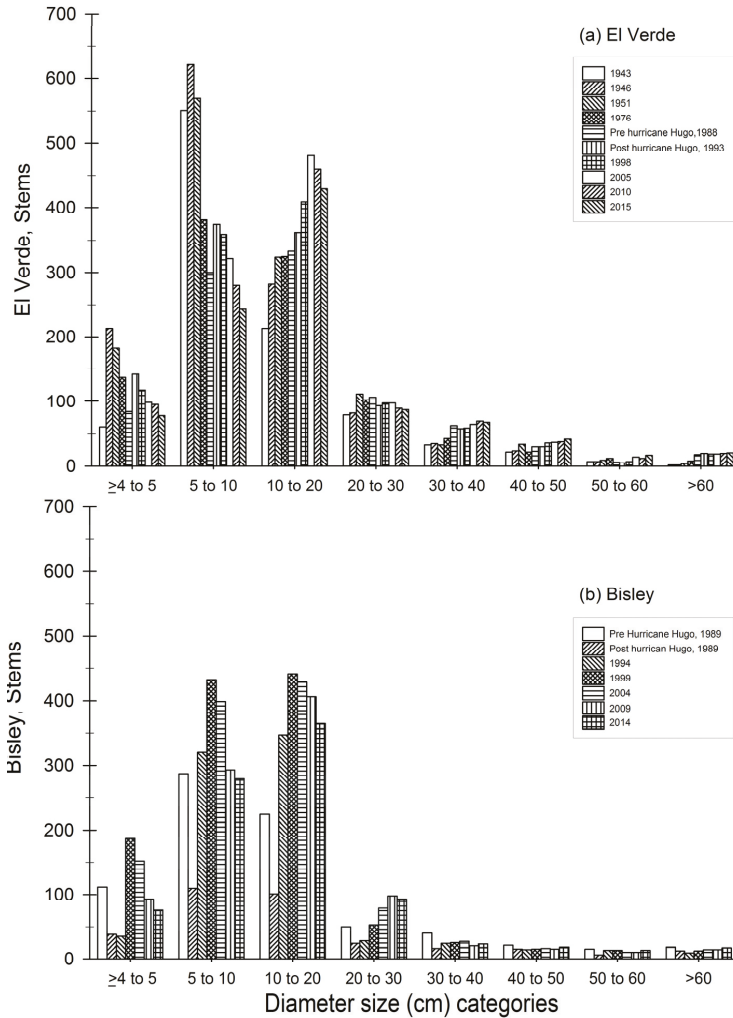 700
600
500
400
300
200
100
0
El Verde, Stems
(a) El Verde
1943
1946
1951
1976
Pre hurricane Hugo,1988
Post hurricane Hugo, 1993
1998
2005
2010
2015
≥4 to 5 5 to 10 10 to 20 20 to 30 30 to 40 40 to 50 50 to 60 >60
700
600
500
400
300
200
100
0
Bisley, Stems
(b) Bisley
Pre Hurricane Hugo, 1989
Post hurrican Hugo, 1989
1994
1999
2004
2009
2014
≥4 to 5 5 to 10 10 to 20 20 to 30 30 to 40 40 to 50 50 to 60 >60
Diameter size (cm) categories